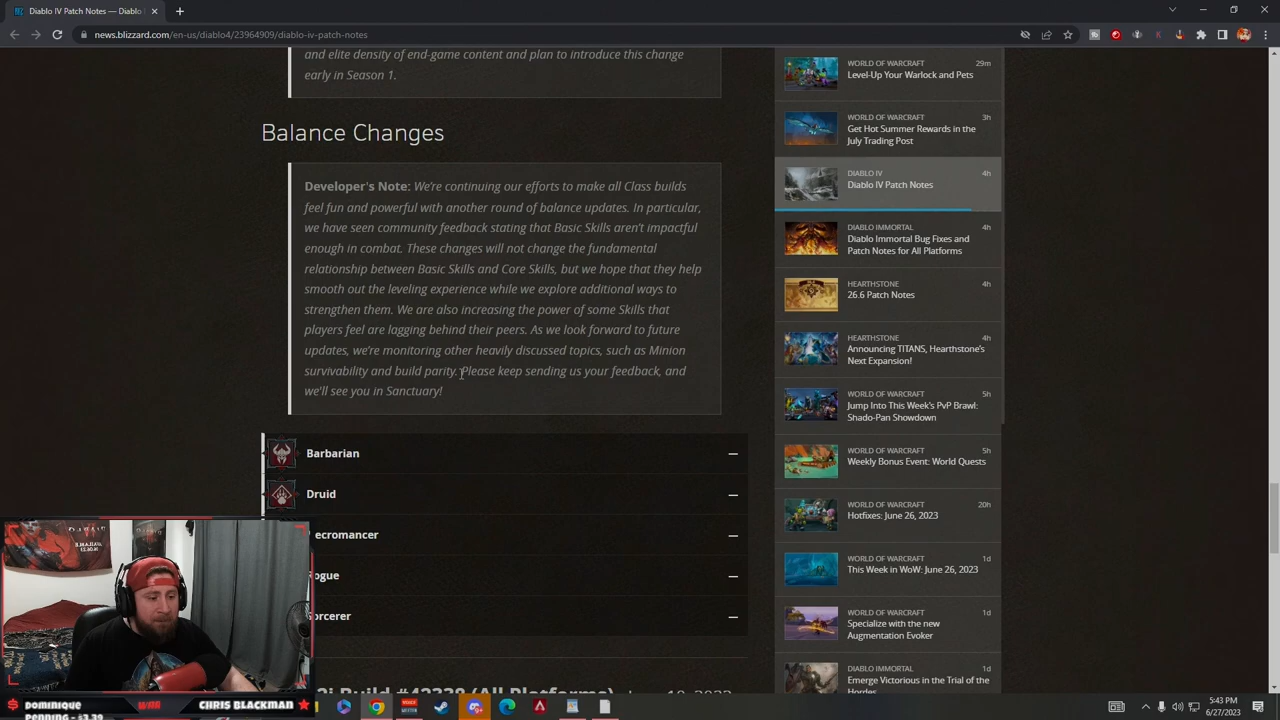 Diablo IV Patch Notes — Diablo I
news.blizzard.com/en-us/diablo4/23964909/diablo-iv-patch-notes
and elite density of end-game content and plan to introduce this change
early in Season 1.
Balance Changes
Developer's Note: We're continuing our efforts to make all Class builds
feel fun and powerful with another round of balance updates. In particular,
we have seen community feedback stating that Basic Skills aren't impactful
enough in combat. These changes will not change the fundamental
relationship between Basic Skills and Core Skills, but we hope that they help
smooth out the leveling experience while we explore additional ways to
strengthen them. We are also increasing the power of some Skills that
players feel are lagging behind their peers. As we look forward to future
updates, we're monitoring other heavily discussed topics, such as Minion
survivability and build parity. Please keep sending us your feedback, and
we'll see you in Sanctuary!
Barbarian
Druid
ecromancer
ogue
orcerer
WORLD OF WARCRAFT 29m
Level-Up Your Warlock and Pets
WORLD OF WARCRAFT 3h
Get Hot Summer Rewards in the
July Trading Post
DIABLO IV 4h
Diablo IV Patch Notes
DIABLO IMMORTAL 4h
Diablo Immortal Bug Fixes and
Patch Notes for All Platforms
HEARTHSTONE 4h
26.6 Patch Notes
HEARTHSTONE 4h
Announcing TITANS, Hearthstone's
Next Expansion!
WORLD OF WARCRAFT 5h
Jump Into This Week's PvP Brawl:
Shado-Pan Showdown
WORLD OF WARCRAFT 5h
Weekly Bonus Event: World Quests
WORLD OF WARCRAFT 20h
Hotfixes: June 26, 2023
WORLD OF WARCRAFT 1d
This Week in WoW: June 26, 2023
WORLD OF WARCRAFT 1d
Specialize with the new
Augmentation Evoker
DIABLO IMMORTAL 1d
Emerge Victorious in the Trial of the
Hordes
DOMINIQUE
CHRIS BLACKMAN
5:43 PM
6/27/2023